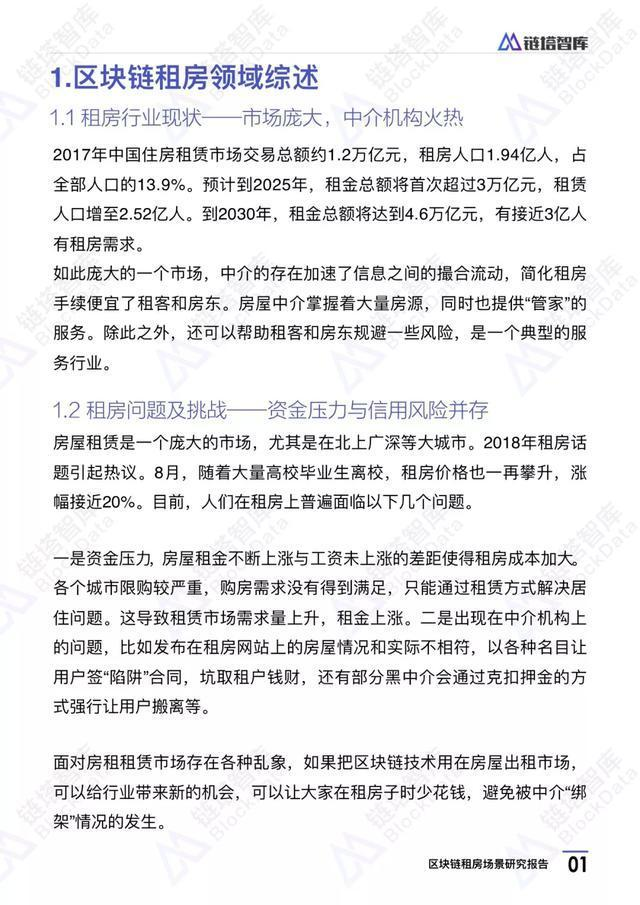 链塔智库
1.区块链租房领域综述
1.1 租房行业现状——市场庞大，中介机构火热
2017年中国住房租赁市场交易总额约1.2万亿元，租房人口1.94亿人，占
全部人口的13.9%。预计到2025年，租金总额将首次超过3万亿元，租赁
人口增至2.52亿人。到2030年，租金总额将达到4.6万亿元，有接近3亿人
有租房需求。
如此庞大的一个市场，中介的存在加速了信息之间的撮合流动，简化租房
手续便宜了租客和房东。房屋中介掌握着大量房源，同时也提供“管家”的
服务。除此之外，还可以帮助租客和房东规避一些风险，是一个典型的服
务行业。
1.2 租房问题及挑战——资金压力与信用风险并存
房屋租赁是一个庞大的市场，尤其是在北上广深等大城市。2018年租房话
题引起热议。8月，随着大量高校毕业生离校，租房价格也一再攀升，涨
幅接近20%。目前，人们在租房上普遍面临以下几个问题。
一是资金压力, 房屋租金不断上涨与工资未上涨的差距使得租房成本加大。
各个城市限购较严重，购房需求没有得到满足，只能通过租赁方式解决居
住问题。这导致租赁市场需求量上升，租金上涨。二是出现在中介机构上
的问题，比如发布在租房网站上的房屋情况和实际不相符，以各种名目让
用户签“陷阱”合同，坑取租户钱财，还有部分黑中介会通过克扣押金的方
式强行让用户搬离等。
面对房租租赁市场存在各种乱象，如果把区块链技术用在房屋出租市场，
可以给行业带来新的机会，可以让大家在租房子时少花钱，避免被中介“绑
架”情况的发生。
区块链租房场景研究报告 01
链塔智库
BlockData